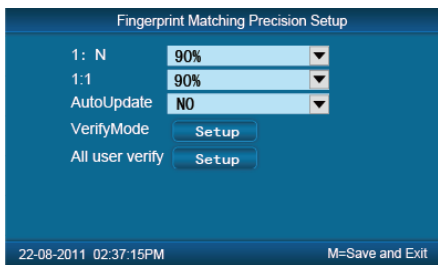 Fingerprint Matching Precision Setup
1: N 90%
1:1 90%
AutoUpdate NO
VerifyMode Setup
All user verify Setup
22-08-2011 02:37:15PM M=Save and Exit